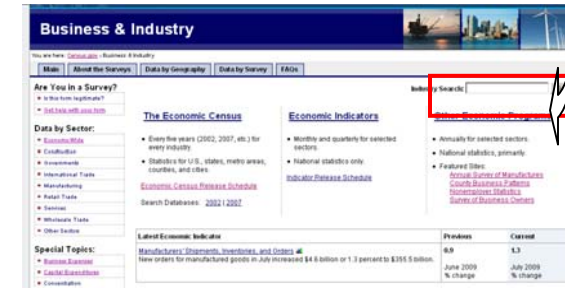 Business & Industry
You are here: Census.gov › Business & Industry
Main About the Surveys Data by Geography Data by Survey FAQs
Are You in a Survey?
Is this form legitimate?
Get help with your form
Data by Sector:
Economy Wide
Construction
Governments
International Trade
Manufacturing
Retail Trade
Services
Wholesale Trade
Other Sectors
Special Topics:
Business Expenses
Capital Expenditures
Concentration
Industry Search:
The Economic Census
Every five years (2002, 2007, etc.) for
every industry.
Statistics for U.S., states, metro areas,
counties, and cities.
Economic Census Release Schedule
Search Databases: 2002 | 2007
Economic Indicators
Monthly and quarterly for selected
sectors.
National statistics only.
Indicator Release Schedule
Other Economic Programs
Annually for selected sectors.
National statistics, primarily.
Featured Sites:
Annual Survey of Manufactures
County Business Patterns
Nonemployer Statistics
Survey of Business Owners
Latest Economic Indicator Previous Current
Manufacturers' Shipments, Inventories, and Orders
New orders for manufactured goods in July increased $4.6 billion or 1.3 percent to $355.5 billion.
0.9 1.3
June 2009 July 2009
% change % change